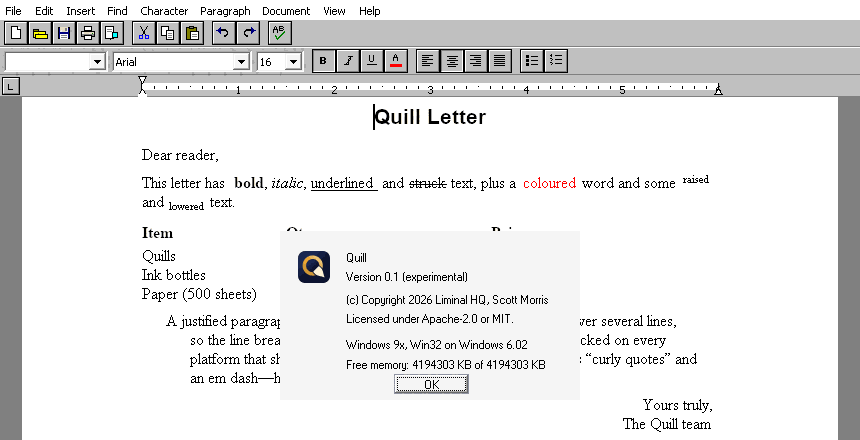 File Edit Insert Find Character Paragraph Document View Help
ABC
Arial 16 B I U A
L 1 2 3 4 5
Quill Letter
Dear reader,
This letter has bold, italic, underlined and struck text, plus a coloured word and some raised
and lowered text.
Item
Quills
Ink bottles
Paper (500 sheets)
A justified
so the line
platform that
an em dash—
several lines,
on every
“curly quotes” and
Yours truly,
The Quill team
Quill
Version 0.1 (experimental)
(c) Copyright 2026 Liminal HQ, Scott Morris
Licensed under Apache-2.0 or MIT.
Windows 9x, Win32 on Windows 6.02
Free memory: 4194303 KB of 4194303 KB
OK